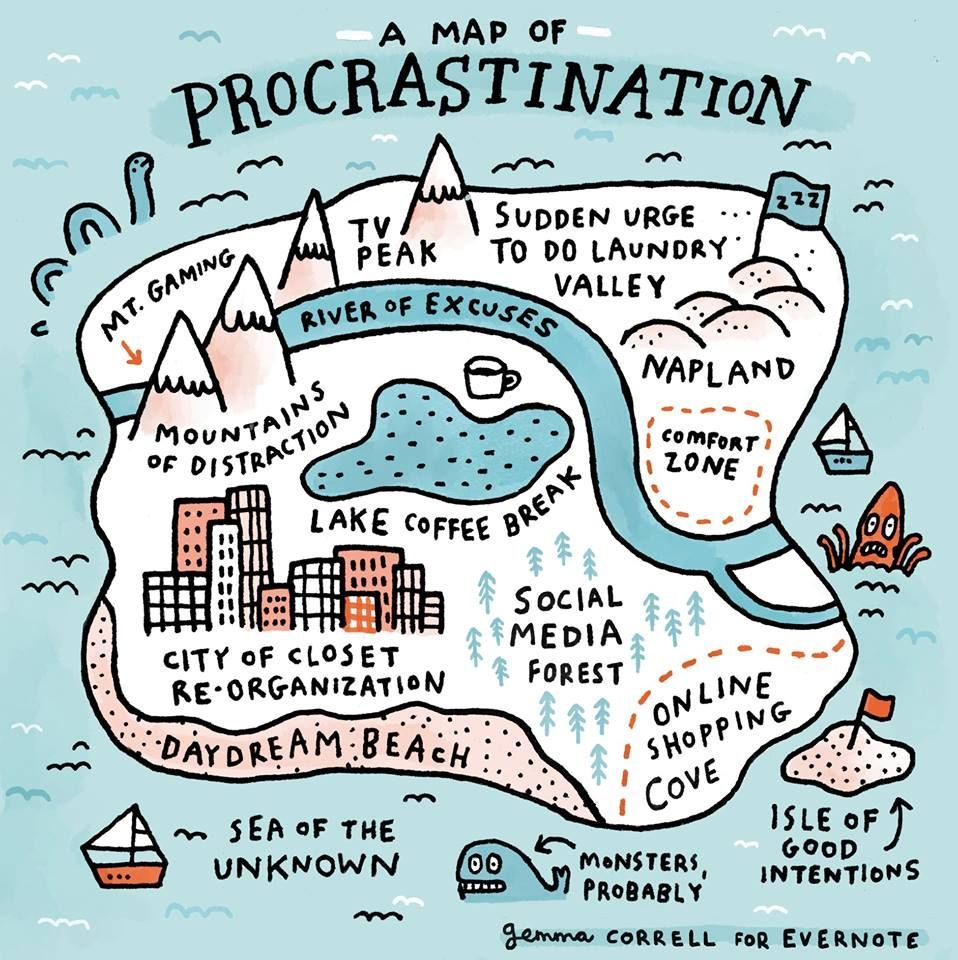 A MAP OF
PROCRASTINATION
zzz
SUDDEN URGE
TO DO LAUNDRY
VALLEY
TV
PEAK
MT. GAMING
RIVER OF EXCUSES
NAPLAND
MOUNTAINS
OF DISTRACTION
COMFORT
ZONE
LAKE COFFEE BREAK
SOCIAL
MEDIA
FOREST
CITY OF CLOSET
RE-ORGANIZATION
ONLINE
SHOPPING
COVE
DAYDREAM BEACH
ISLE OF
GOOD
INTENTIONS
SEA OF THE
UNKNOWN
MONSTERS,
PROBABLY
gemma CORRELL FOR EVERNOTE